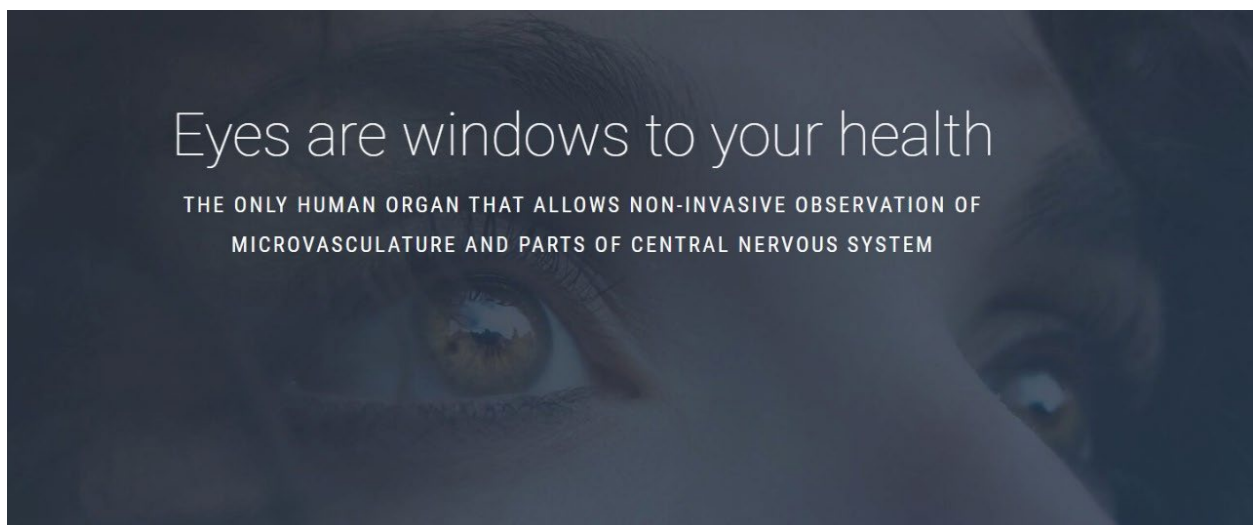 Eyes are windows to your health
THE ONLY HUMAN ORGAN THAT ALLOWS NON-INVASIVE OBSERVATION OF
MICROVASCULATURE AND PARTS OF CENTRAL NERVOUS SYSTEM